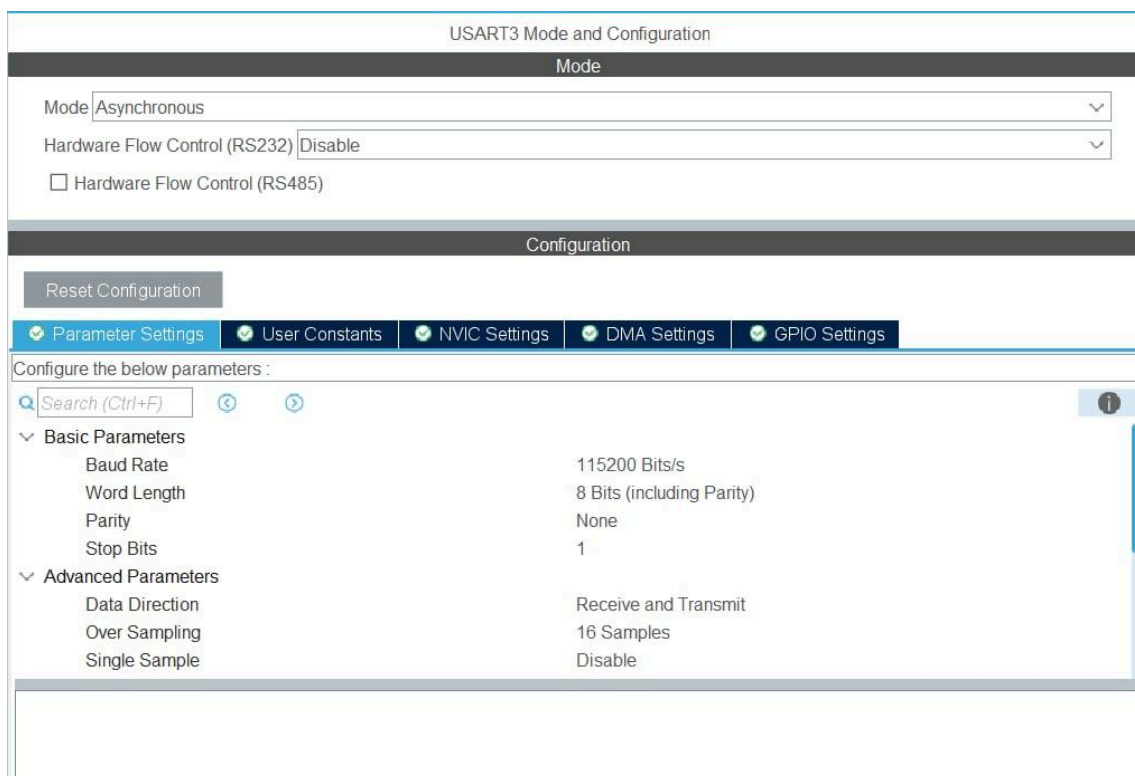 USART3 Mode and Configuration
Mode
Mode Asynchronous
Hardware Flow Control (RS232) Disable
Hardware Flow Control (RS485)
Configuration
Reset Configuration
Parameter Settings User Constants NVIC Settings DMA Settings GPIO Settings
Configure the below parameters :
Search (Ctrl+F)
Basic Parameters
Baud Rate 115200 Bits/s
Word Length 8 Bits (including Parity)
Parity None
Stop Bits 1
Advanced Parameters
Data Direction Receive and Transmit
Over Sampling 16 Samples
Single Sample Disable